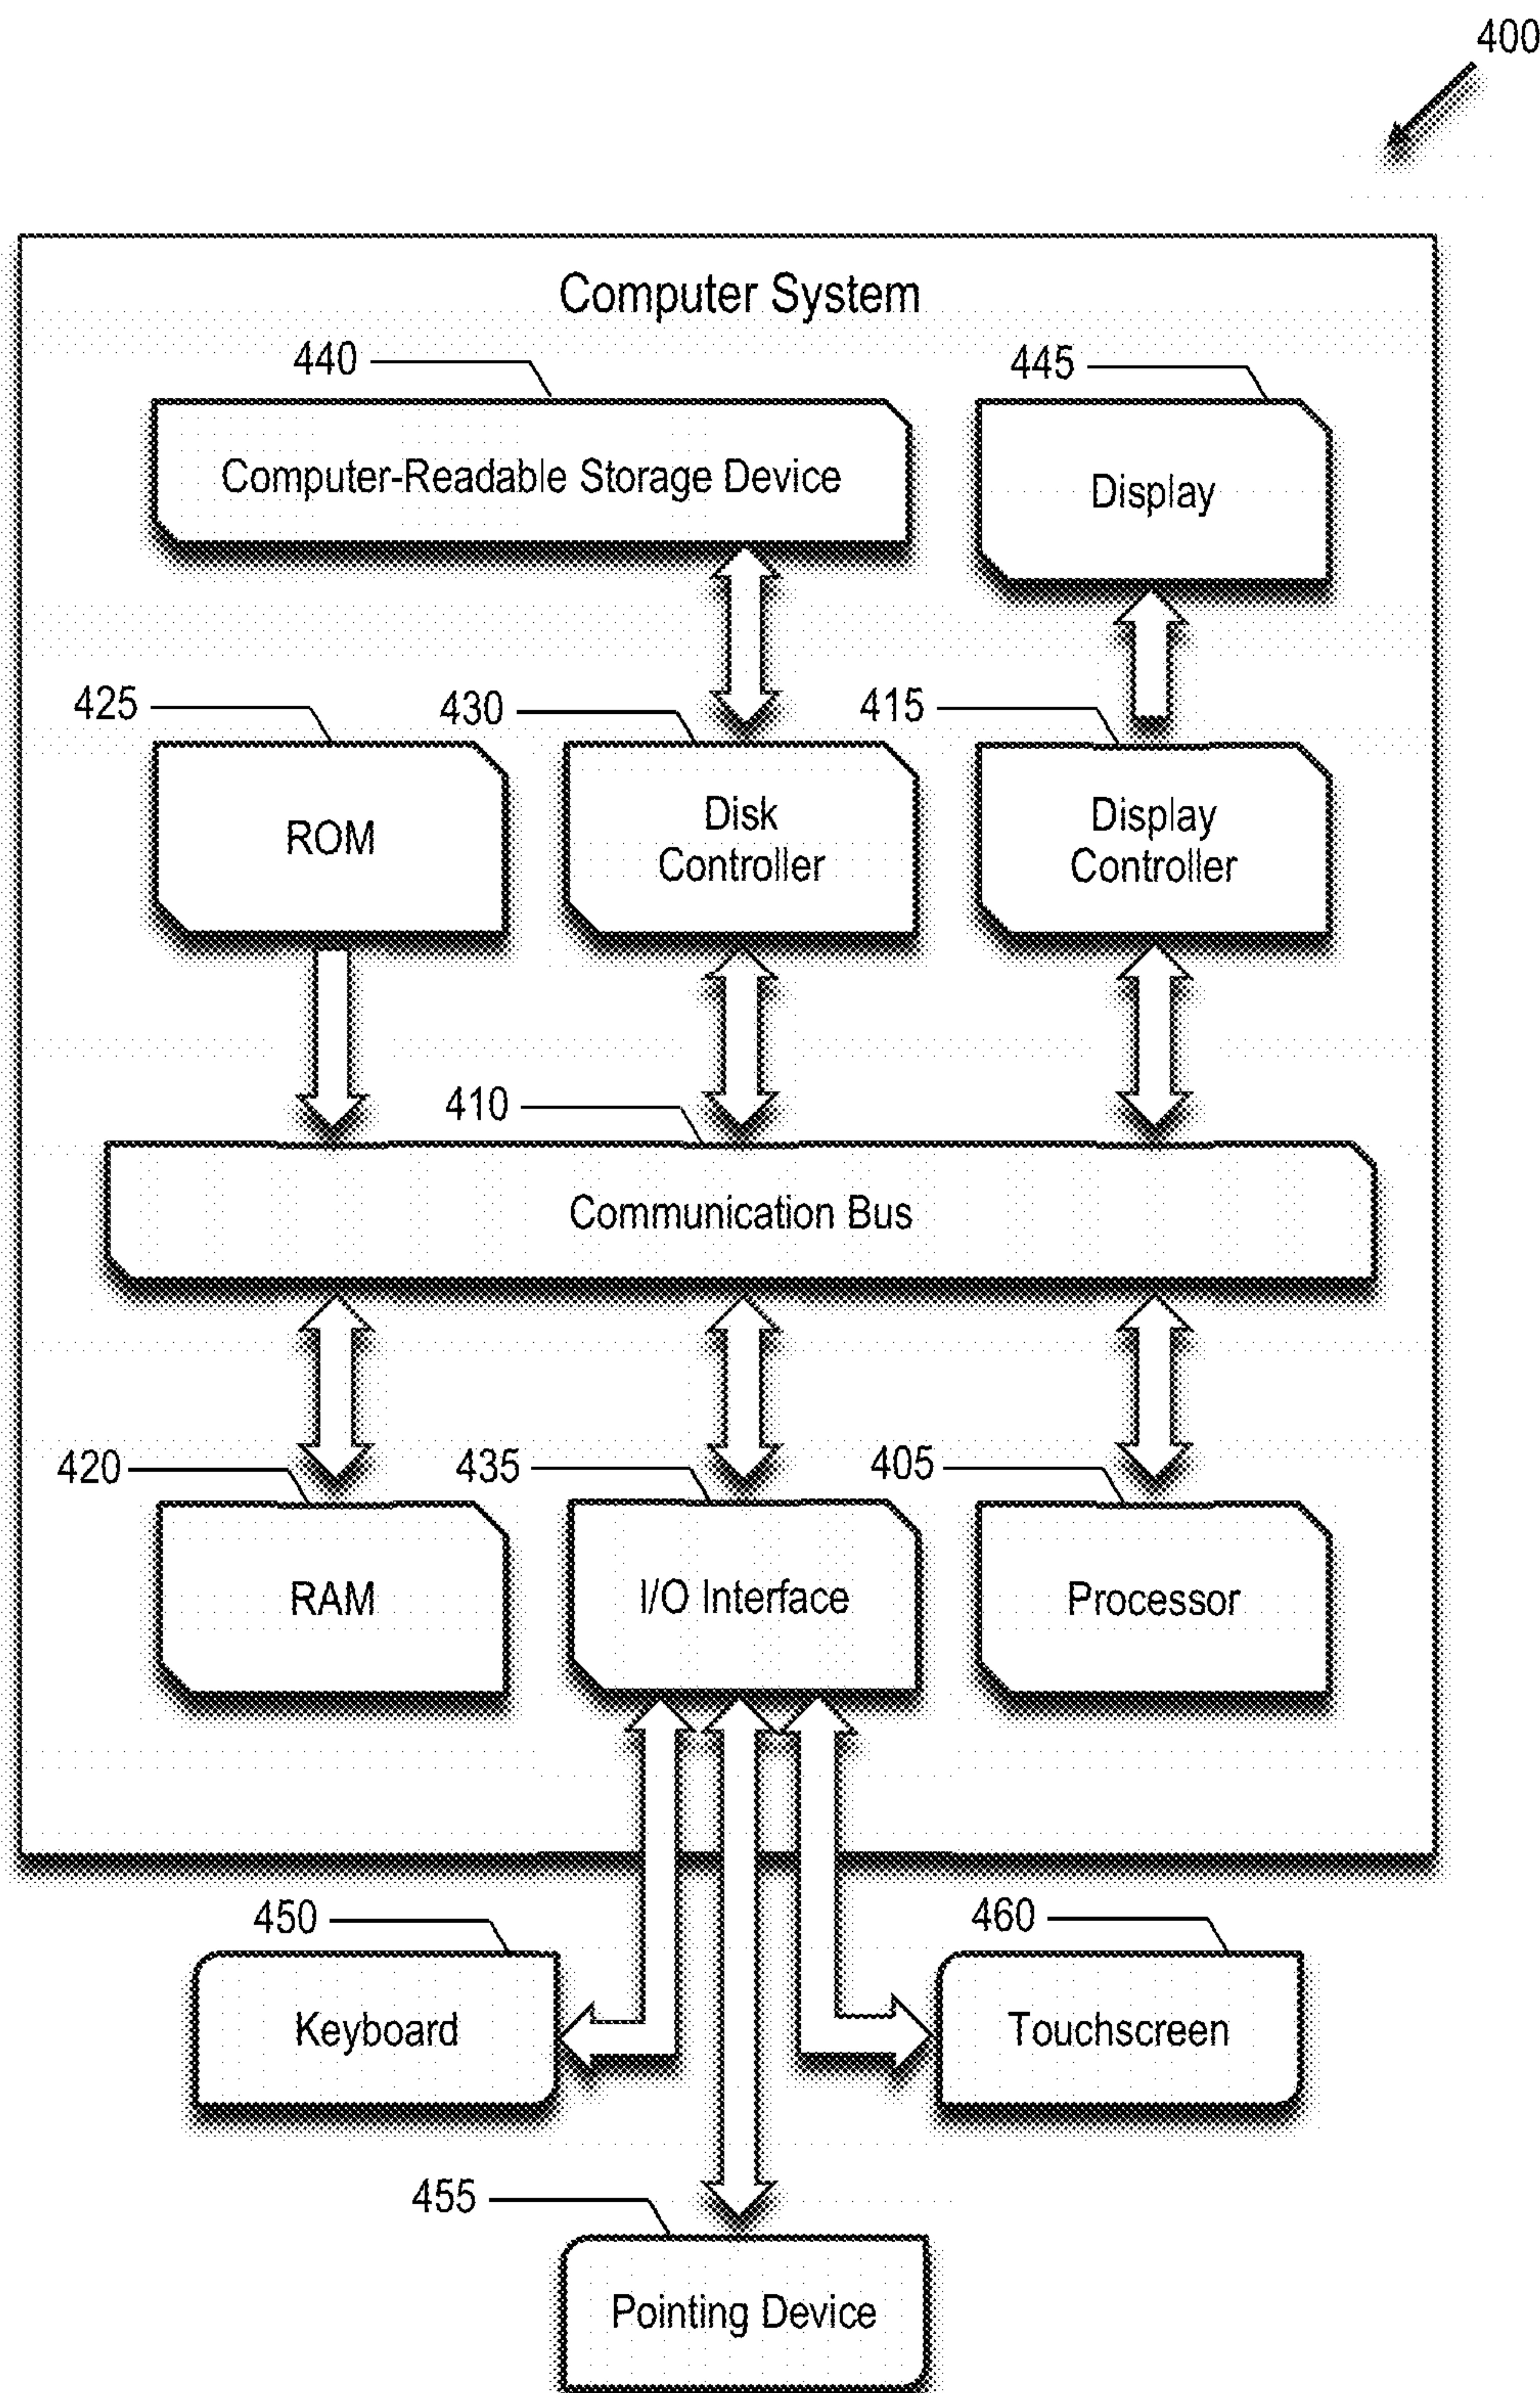 400
Computer System
440
445
Computer-Readable Storage Device
Display
425
430
415
ROM
Disk
Controller
Display
Controller
410
Communication Bus
420
435
405
RAM
I/O Interface
Processor
450
460
Keyboard
Touchscreen
455
Pointing Device